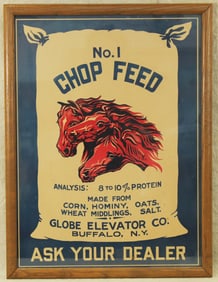 No. 1
CHOP FEED
ANALYSIS: 8 TO 10% PROTEIN
MADE FROM
CORN, HOMINY, OATS.
WHEAT MIDDLINGS, SALT.
GLOBE ELEVATOR CO.
BUFFALO, N.Y.
ASK YOUR DEALER